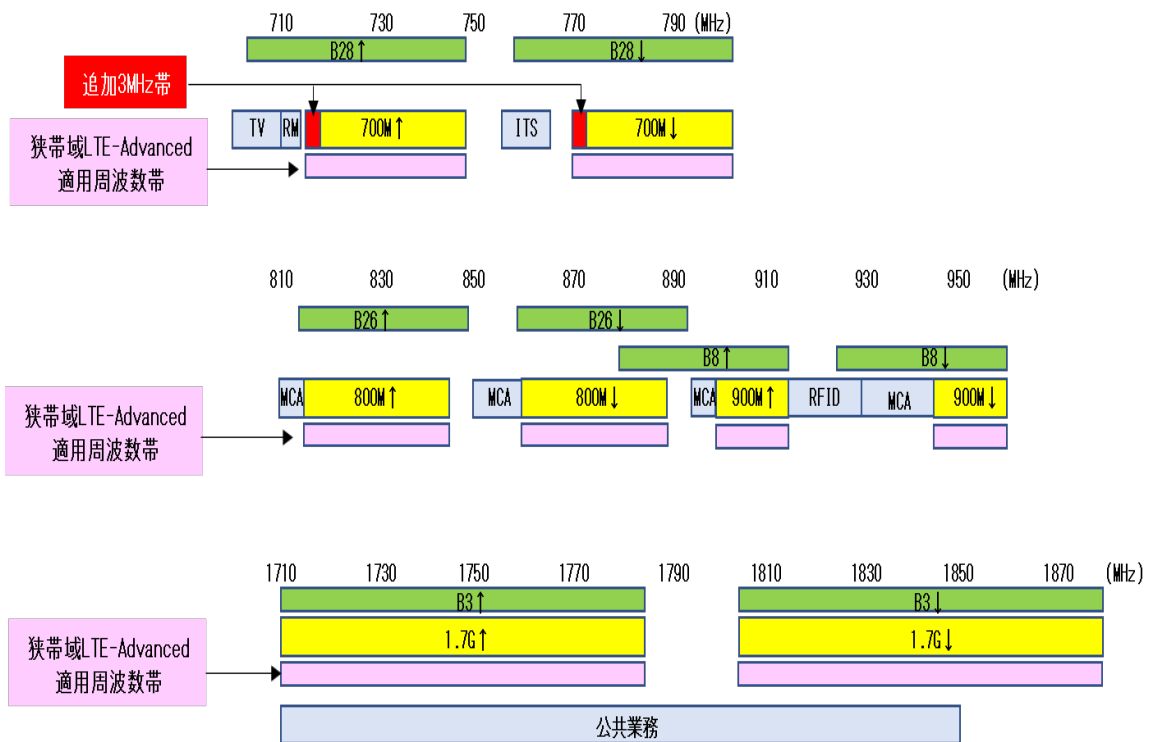 710 730 750 770 790 (MHz)
B28↑ B28↓
追加3MHz帯
TV RM 700M↑ ITS 700M↓
狭帯域LTE-Advanced
適用周波数帯
810 830 850 870 890 910 930 950 (MHz)
B26↑ B26↓
B8↑ B8↓
MCA 800M↑ MCA 800M↓ MCA 900M↑ RFID MCA 900M↓
狭帯域LTE-Advanced
適用周波数帯
1710 1730 1750 1770 1790 1810 1830 1850 1870 (MHz)
B3↑ B3↓
1.7G↑ 1.7G↓
狭帯域LTE-Advanced
適用周波数帯
公共業務